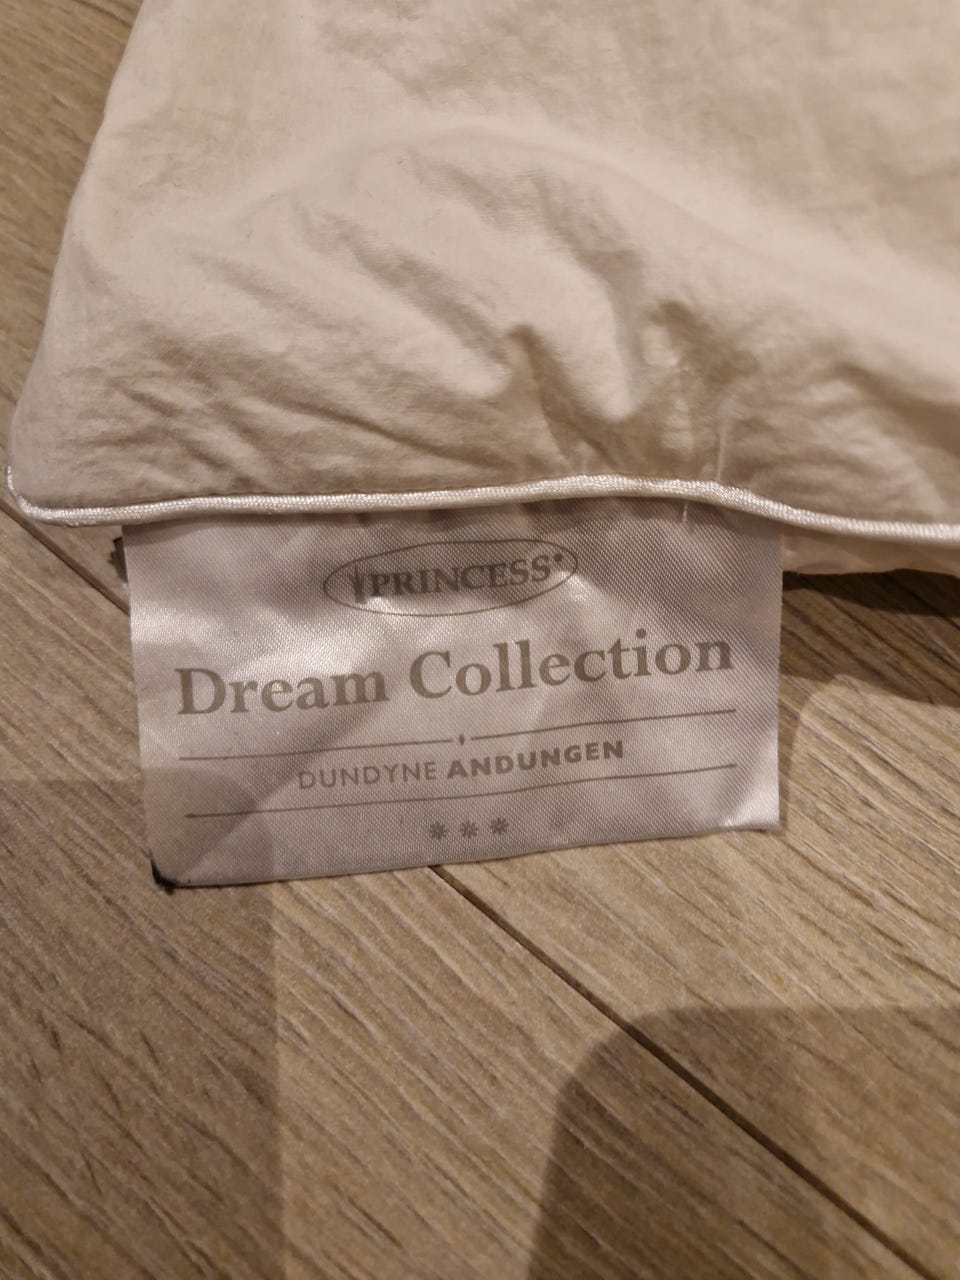 PRINCESS
Dream Collection
DUNDYNE ANDUNGEN
***